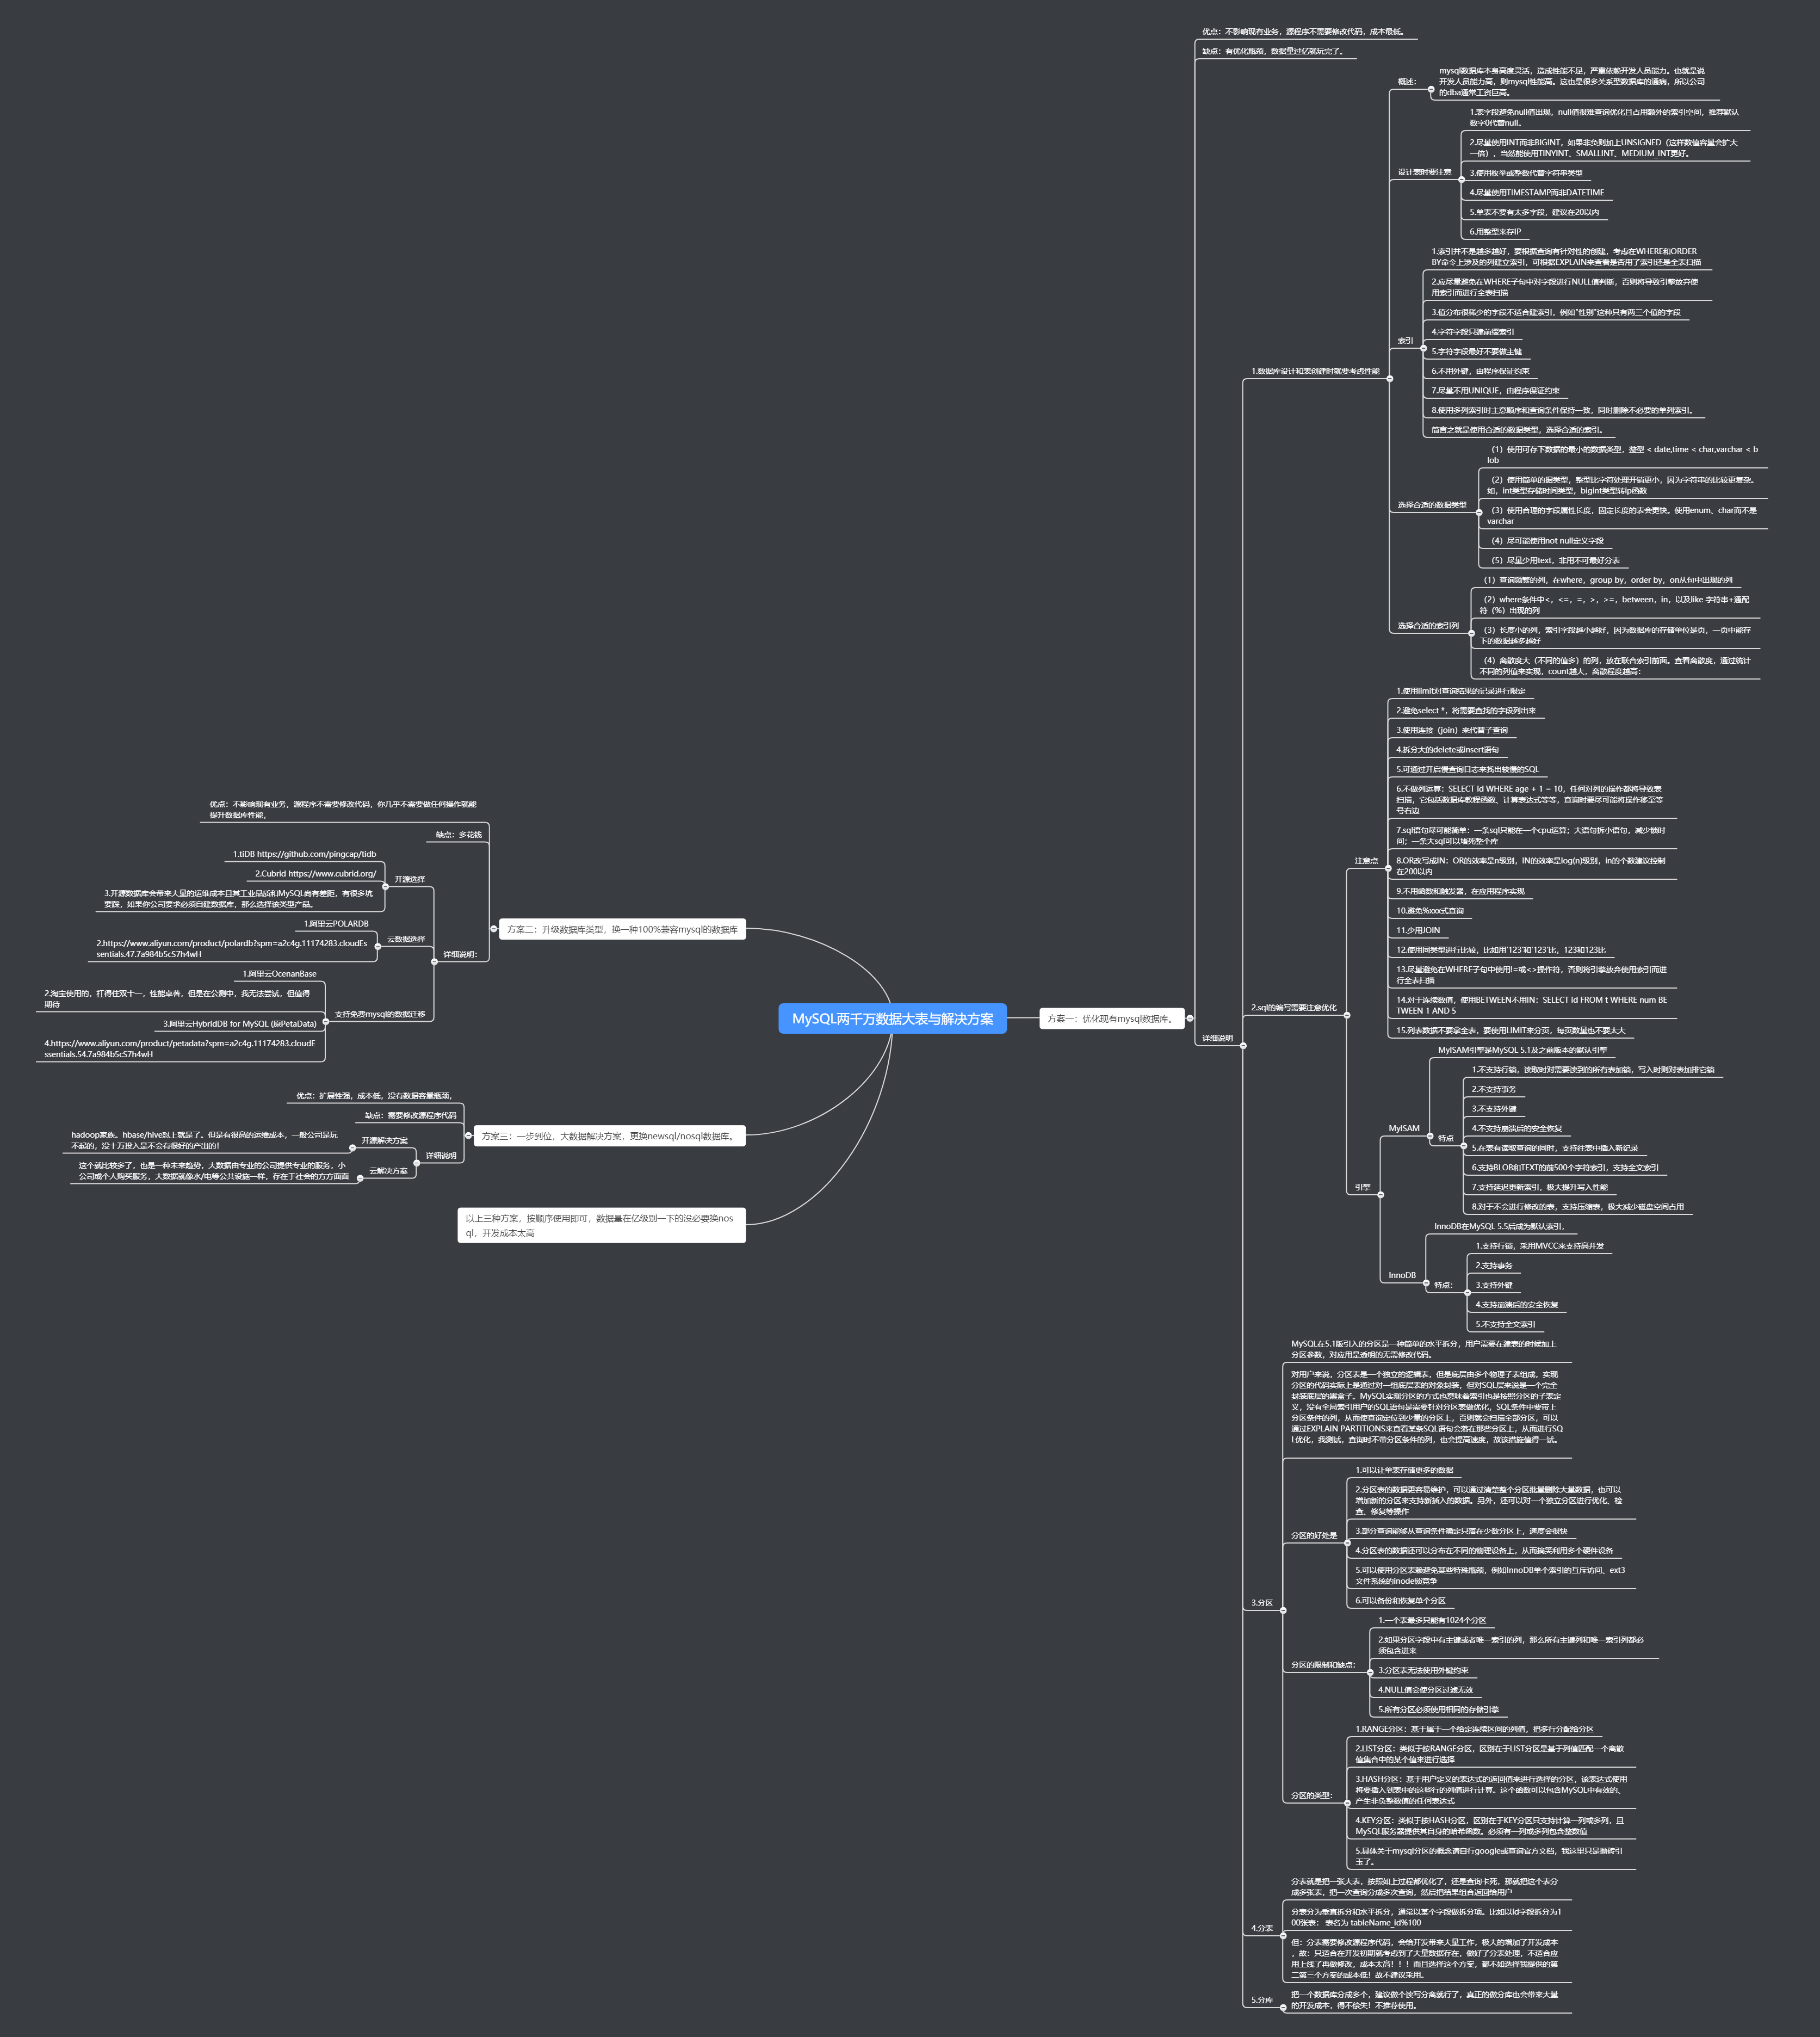 MySQL两千万数据大表与解决方案
方案一：优化现有mysql数据库。
优点：不影响现有业务，源程序不需要修改代码，成本最低。
缺点：有优化瓶颈，数据量过亿就玩完了。
详细说明
1.数据库设计和表创建时就要考虑性能
概述：
mysql数据库本身高度灵活，造成性能不足，严重依赖开发人员能力。也就是说
开发人员能力高，则mysql性能高。这也是很多关系型数据库的通病，所以公司
的dba通常工资巨高。
设计表时要注意
1.表字段避免null值出现，null值很难查询优化且占用额外的索引空间，推荐默认
数字0代替null。
2.尽量使用INT而非BIGINT，如果非负则加上UNSIGNED（这样数值容量会扩大
一倍），当然能使用TINYINT、SMALLINT、MEDIUM_INT更好。
3.使用枚举或整数代替字符串类型
4.尽量使用TIMESTAMP而非DATETIME
5.单表不要有太多字段，建议在20以内
6.用整型来存IP
索引
1.索引并不是越多越好，要根据查询有针对性的创建，考虑在WHERE和ORDER
BY命令上涉及的列建立索引，可根据EXPLAIN来查看是否用了索引还是全表扫描
2.应尽量避免在WHERE子句中对字段进行NULL值判断，否则将导致引擎放弃使
用索引而进行全表扫描
3.值分布很稀少的字段不适合建索引，例如"性别"这种只有两三个值的字段
4.字符字段只建前缀索引
5.字符字段最好不要做主键
6.不用外键，由程序保证约束
7.尽量不用UNIQUE，由程序保证约束
8.使用多列索引时主意顺序和查询条件保持一致，同时删除不必要的单列索引。
简言之就是使用合适的数据类型，选择合适的索引。
选择合适的数据类型
（1）使用可存下数据的最小的数据类型，整型 < date,time < char,varchar < b
lob
（2）使用简单的据类型，整型比字符处理开销更小，因为字符串的比较更复杂。
如，int类型存储时间类型，bigint类型转ip函数
（3）使用合理的字段属性长度，固定长度的表会更快。使用enum、char而不是
varchar
（4）尽可能使用not null定义字段
（5）尽量少用text，非用不可最好分表
选择合适的索引列
（1）查询频繁的列，在where，group by，order by，on从句中出现的列
（2）where条件中<，<=，=，>，>=，between，in，以及like 字符串+通配
符（%）出现的列
（3）长度小的列，索引字段越小越好，因为数据库的存储单位是页，一页中能存
下的数据越多越好
（4）离散度大（不同的值多）的列，放在联合索引前面。查看离散度，通过统计
不同的列值来实现，count越大，离散程度越高：
2.sql的编写需要注意优化
注意点
1.使用limit对查询结果的记录进行限定
2.避免select *，将需要查找的字段列出来
3.使用连接（join）来代替子查询
4.拆分大的delete或insert语句
5.可通过开启慢查询日志来找出较慢的SQL
6.不做列运算：SELECT id WHERE age + 1 = 10，任何对列的操作都将导致表
扫描，它包括数据库教程函数、计算表达式等等，查询时要尽可能将操作移至等
号右边
7.sql语句尽可能简单：一条sql只能在一个cpu运算；大语句拆小语句，减少锁时
间；一条大sql可以堵死整个库
8.OR改写成IN：OR的效率是n级别，IN的效率是log(n)级别，in的个数建议控制
在200以内
9.不用函数和触发器，在应用程序实现
10.避免%xxx式查询
11.少用JOIN
12.使用同类型进行比较，比如用'123'和'123'比，123和123比
13.尽量避免在WHERE子句中使用!=或<>操作符，否则将引擎放弃使用索引而进
行全表扫描
14.对于连续数值，使用BETWEEN不用IN：SELECT id FROM t WHERE num BE
TWEEN 1 AND 5
15.列表数据不要拿全表，要使用LIMIT来分页，每页数量也不要太大
引擎
MyISAM
MyISAM引擎是MySQL 5.1及之前版本的默认引擎
特点
1.不支持行锁，读取时对需要读到的所有表加锁，写入时则对表加排它锁
2.不支持事务
3.不支持外键
4.不支持崩溃后的安全恢复
5.在表有读取查询的同时，支持往表中插入新纪录
6.支持BLOB和TEXT的前500个字符索引，支持全文索引
7.支持延迟更新索引，极大提升写入性能
8.对于不会进行修改的表，支持压缩表，极大减少磁盘空间占用
InnoDB
InnoDB在MySQL 5.5后成为默认索引，
特点：
1.支持行锁，采用MVCC来支持高并发
2.支持事务
3.支持外键
4.支持崩溃后的安全恢复
5.不支持全文索引
3.分区
MySQL在5.1版引入的分区是一种简单的水平拆分，用户需要在建表的时候加上
分区参数，对应用是透明的无需修改代码。
对用户来说，分区表是一个独立的逻辑表，但是底层由多个物理子表组成，实现
分区的代码实际上是通过对一组底层表的对象封装，但对SQL层来说是一个完全
封装底层的黑盒子。MySQL实现分区的方式也意味着索引也是按照分区的子表定
义，没有全局索引用户的SQL语句是需要针对分区表做优化，SQL条件中要带上
分区条件的列，从而使查询定位到少量的分区上，否则就会扫描全部分区，可以
通过EXPLAIN PARTITIONS来查看某条SQL语句会落在那些分区上，从而进行SQ
L优化，我测试，查询时不带分区条件的列，也会提高速度，故该措施值得一试。
分区的好处是
1.可以让单表存储更多的数据
2.分区表的数据更容易维护，可以通过清楚整个分区批量删除大量数据，也可以
增加新的分区来支持新插入的数据。另外，还可以对一个独立分区进行优化、检
查、修复等操作
3.部分查询能够从查询条件确定只落在少数分区上，速度会很快
4.分区表的数据还可以分布在不同的物理设备上，从而搞笑利用多个硬件设备
5.可以使用分区表赖避免某些特殊瓶颈，例如InnoDB单个索引的互斥访问、ext3
文件系统的inode锁竞争
6.可以备份和恢复单个分区
分区的限制和缺点：
1.一个表最多只能有1024个分区
2.如果分区字段中有主键或者唯一索引的列，那么所有主键列和唯一索引列都必
须包含进来
3.分区表无法使用外键约束
4.NULL值会使分区过滤无效
5.所有分区必须使用相同的存储引擎
分区的类型：
1.RANGE分区：基于属于一个给定连续区间的列值，把多行分配给分区
2.LIST分区：类似于按RANGE分区，区别在于LIST分区是基于列值匹配一个离散
值集合中的某个值来进行选择
3.HASH分区：基于用户定义的表达式的返回值来进行选择的分区，该表达式使用
将要插入到表中的这些行的列值进行计算。这个函数可以包含MySQL中有效的、
产生非负整数值的任何表达式
4.KEY分区：类似于按HASH分区，区别在于KEY分区只支持计算一列或多列，且
MySQL服务器提供其自身的哈希函数。必须有一列或多列包含整数值
5.具体关于mysql分区的概念请自行google或查询官方文档，我这里只是抛砖引
玉了。
4.分表
分表就是把一张大表，按照如上过程都优化了，还是查询卡死，那就把这个表分
成多张表，把一次查询分成多次查询，然后把结果组合返回给用户
分表分为垂直拆分和水平拆分，通常以某个字段做拆分项。比如以id字段拆分为1
00张表： 表名为 tableName_id%100
但：分表需要修改源程序代码，会给开发带来大量工作，极大的增加了开发成本
，故：只适合在开发初期就考虑到了大量数据存在，做好了分表处理，不适合应
用上线了再做修改，成本太高！！！而且选择这个方案，都不如选择我提供的第
二第三个方案的成本低！故不建议采用。
5.分库
把一个数据库分成多个，建议做个读写分离就行了，真正的做分库也会带来大量
的开发成本，得不偿失！不推荐使用。
方案二：升级数据库类型，换一种100%兼容mysql的数据库
优点：不影响现有业务，源程序不需要修改代码，你几乎不需要做任何操作就能
提升数据库性能，
缺点：多花钱
详细说明：
开源选择
1.tiDB https://github.com/pingcap/tidb
2.Cubrid https://www.cubrid.org/
3.开源数据库会带来大量的运维成本且其工业品质和MySQL尚有差距，有很多坑
要踩，如果你公司要求必须自建数据库，那么选择该类型产品。
云数据选择
1.阿里云POLARDB
2.https://www.aliyun.com/product/polardb?spm=a2c4g.11174283.cloudEs
sentials.47.7a984b5cS7h4wH
支持免费mysql的数据迁移
1.阿里云OcenanBase
2.淘宝使用的，扛得住双十一，性能卓著，但是在公测中，我无法尝试，但值得
期待
3.阿里云HybridDB for MySQL (原PetaData)
4.https://www.aliyun.com/product/petadata?spm=a2c4g.11174283.cloudE
ssentials.54.7a984b5cS7h4wH
方案三：一步到位，大数据解决方案，更换newsql/nosql数据库。
优点：扩展性强，成本低，没有数据容量瓶颈，
缺点：需要修改源程序代码
详细说明
开源解决方案
hadoop家族。hbase/hive怼上就是了。但是有很高的运维成本，一般公司是玩
不起的，没十万投入是不会有很好的产出的！
云解决方案
这个就比较多了，也是一种未来趋势，大数据由专业的公司提供专业的服务，小
公司或个人购买服务，大数据就像水/电等公共设施一样，存在于社会的方方面面
以上三种方案，按顺序使用即可，数据量在亿级别一下的没必要换nos
ql，开发成本太高